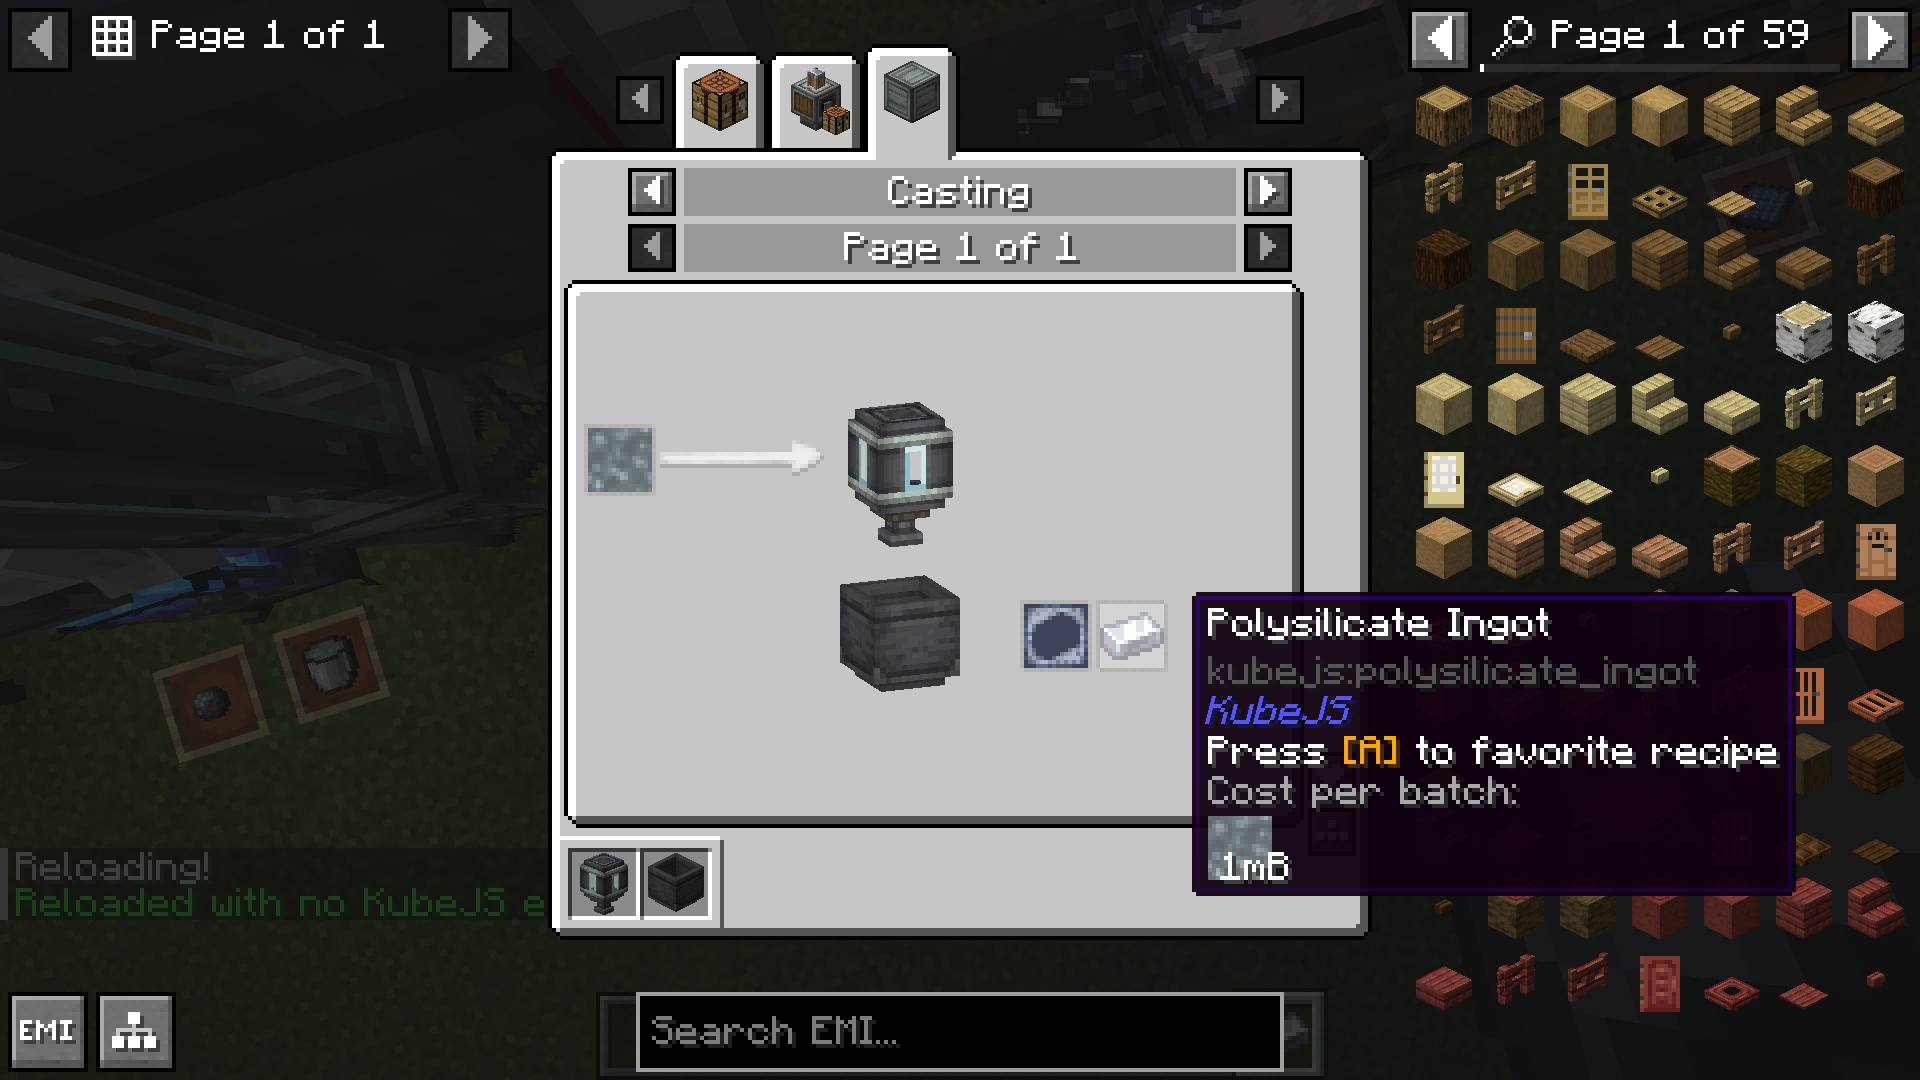 Page 1 of 1
Page 1 of 59
Casting
Page 1 of 1
Polysilicate Ingot
kubejs:polysilicate_ingot
KubeJS
Press [A] to favorite recipe
Cost per batch:
1mB
Reloading!
Reloaded with no KubeJS e
EMI
Search EMI...